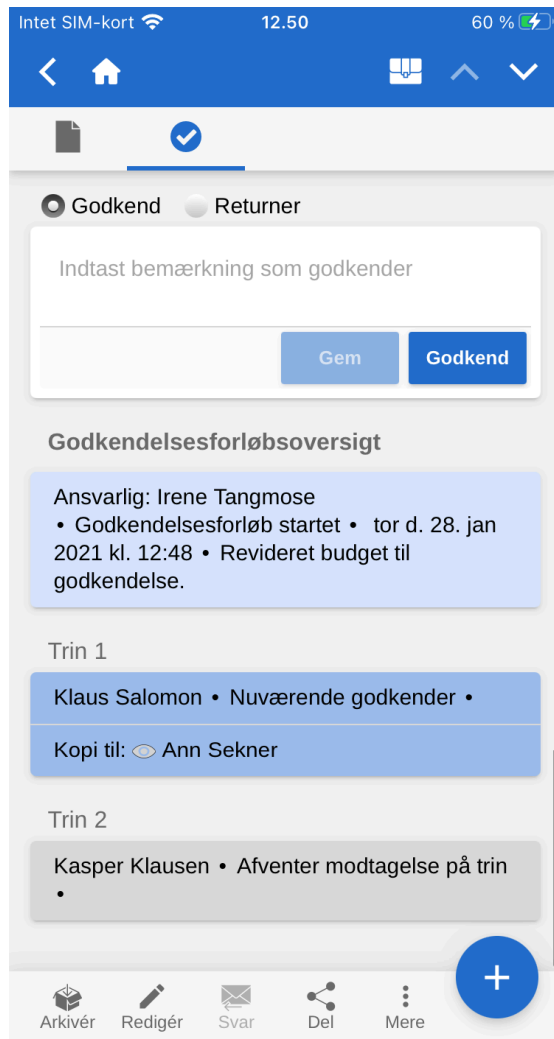 Intet SIM-kort 12.50 60 %
Godkend Returner
Indtast bemærkning som godkender
Gem Godkend
Godkendelsesforløbsoversigt
Ansvarlig: Irene Tangmose
• Godkendelsesforløb startet • tor d. 28. jan
2021 kl. 12:48 • Revideret budget til
godkendelse.
Trin 1
Klaus Salomon • Nuværende godkender •
Kopi til: Ann Sekner
Trin 2
Kasper Klausen • Afventer modtagelse på trin
•
Arkivér Redigér Svar Del Mere